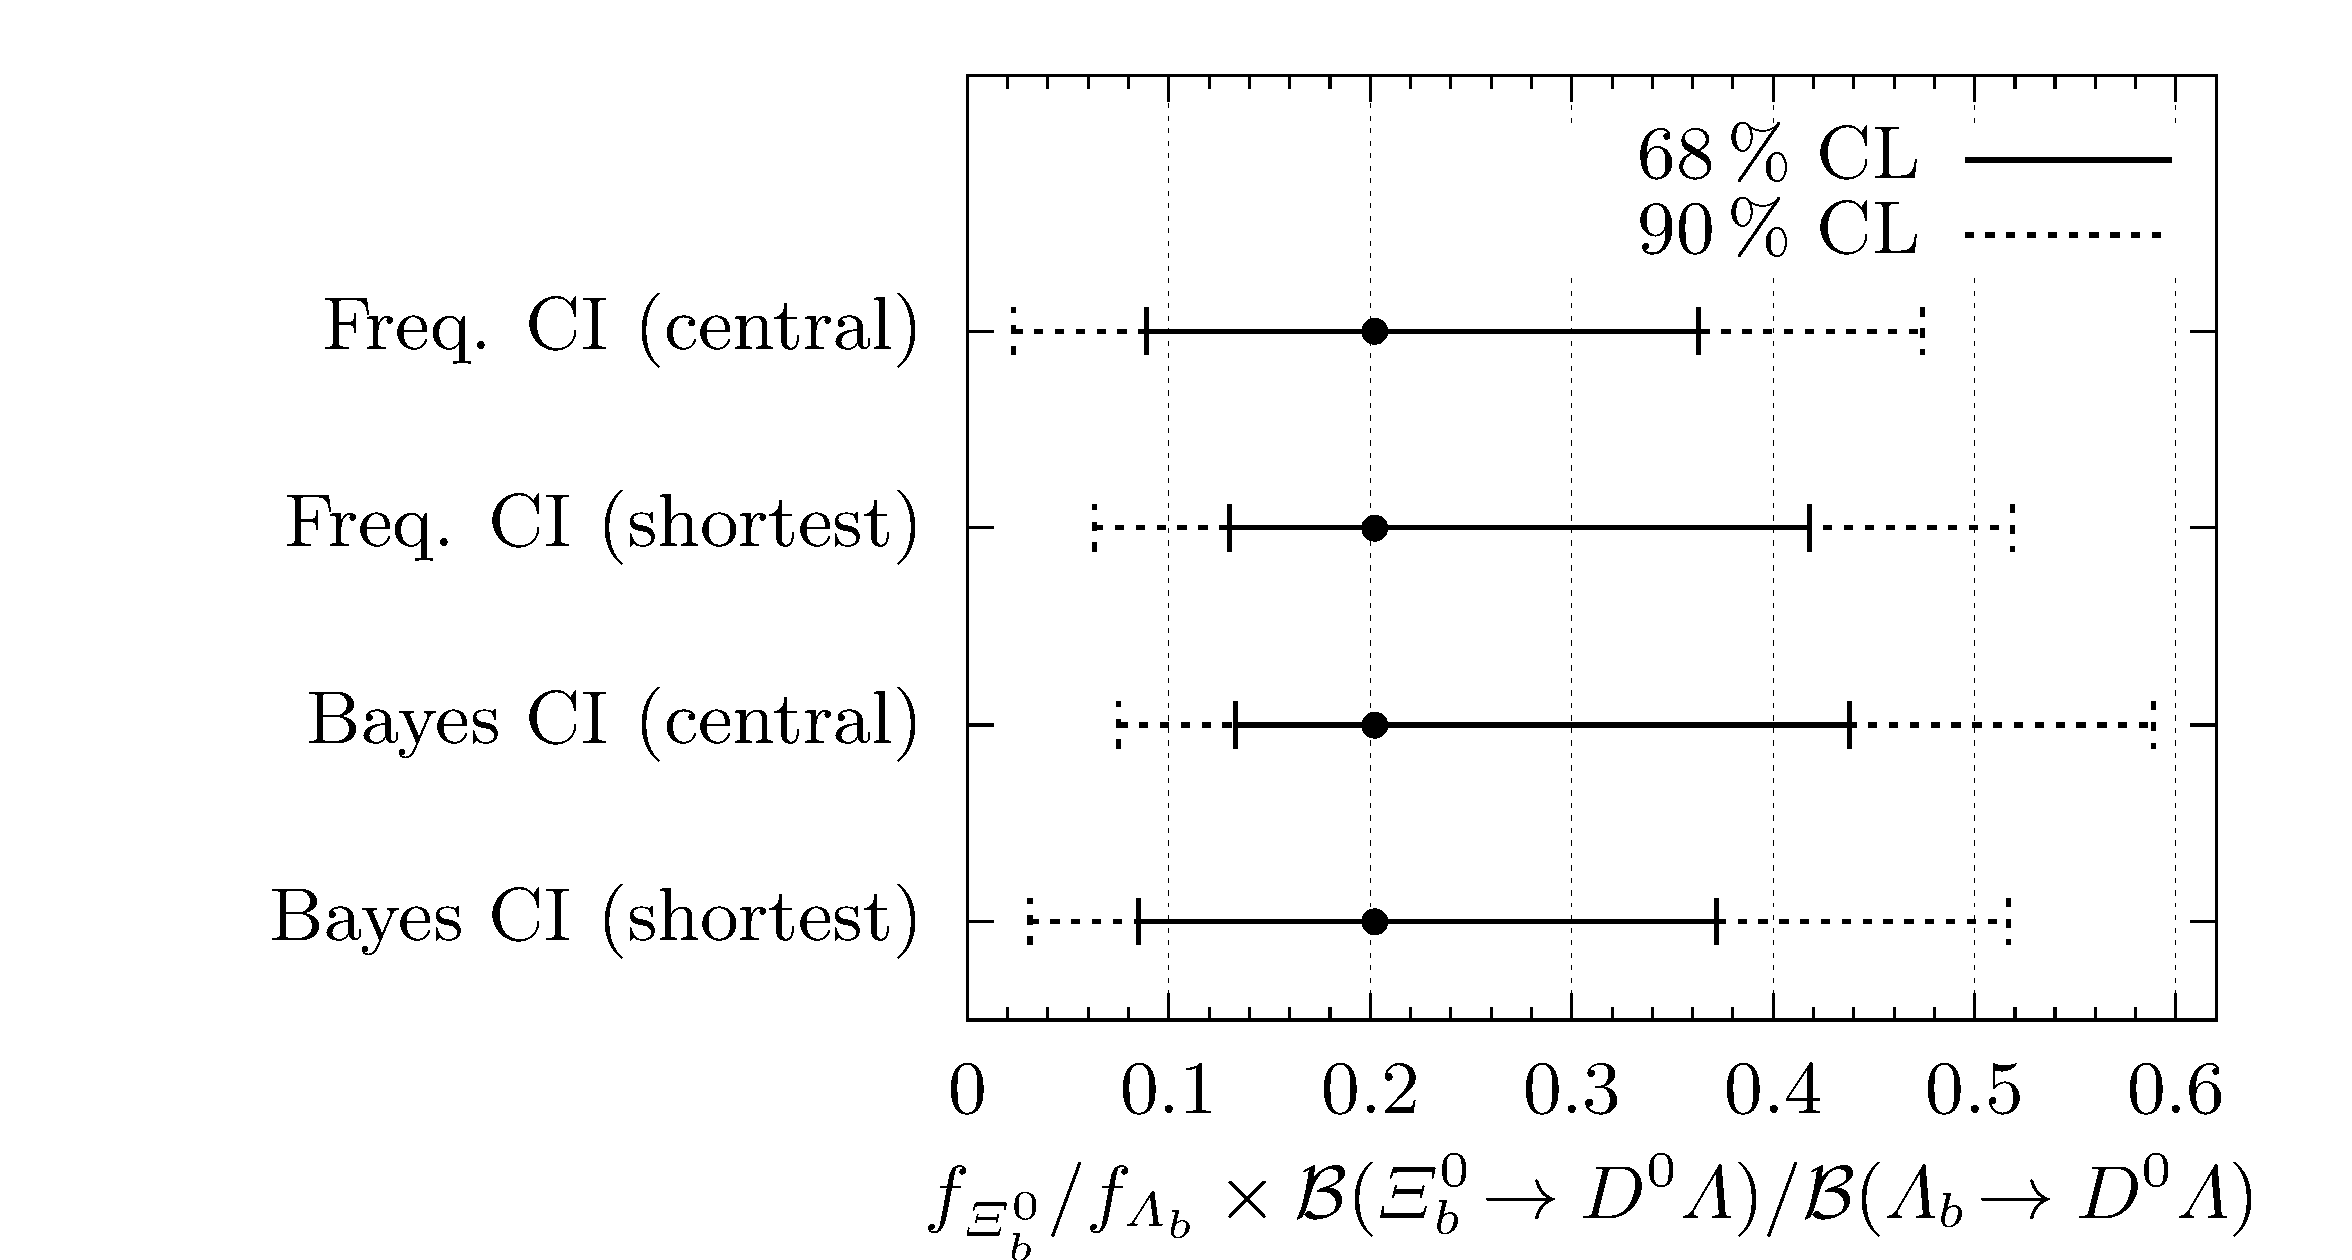 68 % CL
90 % CL
Freq. CI (central)
Freq. CI (shortest)
Bayes CI (central)
Bayes CI (shortest)
0 0.1 0.2 0.3 0.4 0.5 0.6
f_{Ξ_b^0}/f_{Λ_b} × ℬ(Ξ_b^0 → D^0 Λ)/ℬ(Λ_b → D^0 Λ)